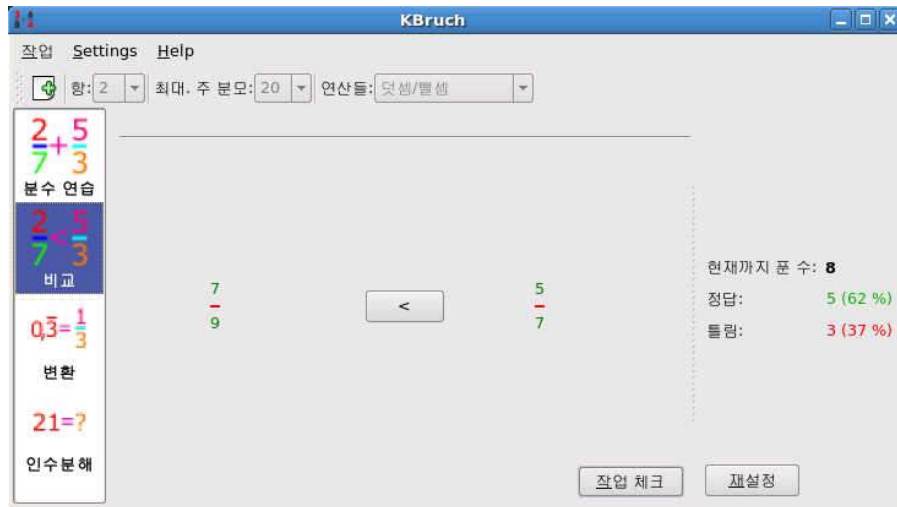 KBruch
작업 Settings Help
항: 2 최대. 주 분모: 20 연산들: 덧셈/뺄셈
2/7 + 5/3
분수 연습
2/7 < 5/3
비교
0,3̅ = 1/3
변환
21=?
인수분해
7/9 < 5/7
현재까지 푼 수: 8
정답: 5 (62 %)
틀림: 3 (37 %)
작업 체크 재설정